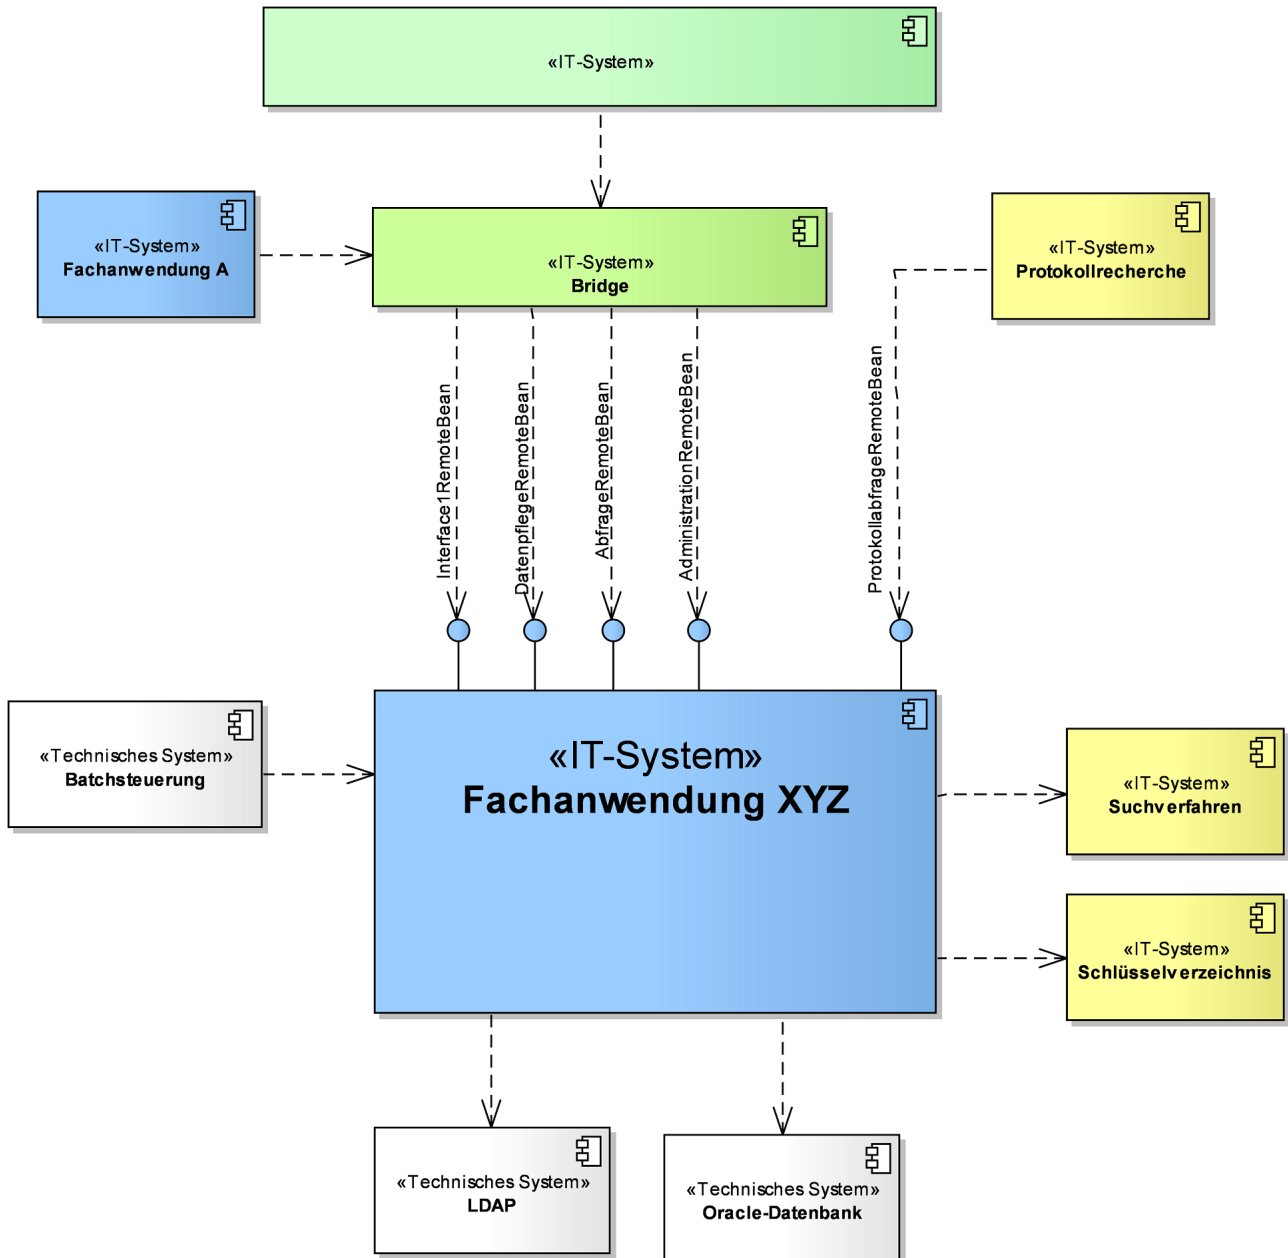 «IT-System»
«IT-System»
Fachanwendung A
«IT-System»
Bridge
«IT-System»
Protokollrecherche
Interface1RemoteBean
DatenpflegeRemoteBean
AbfrageRemoteBean
AdministrationRemoteBean
ProtokollabfrageRemoteBean
«Technisches System»
Batchsteuerung
«IT-System»
Fachanwendung XYZ
«IT-System»
Suchverfahren
«IT-System»
Schlüsselverzeichnis
«Technisches System»
LDAP
«Technisches System»
Oracle-Datenbank